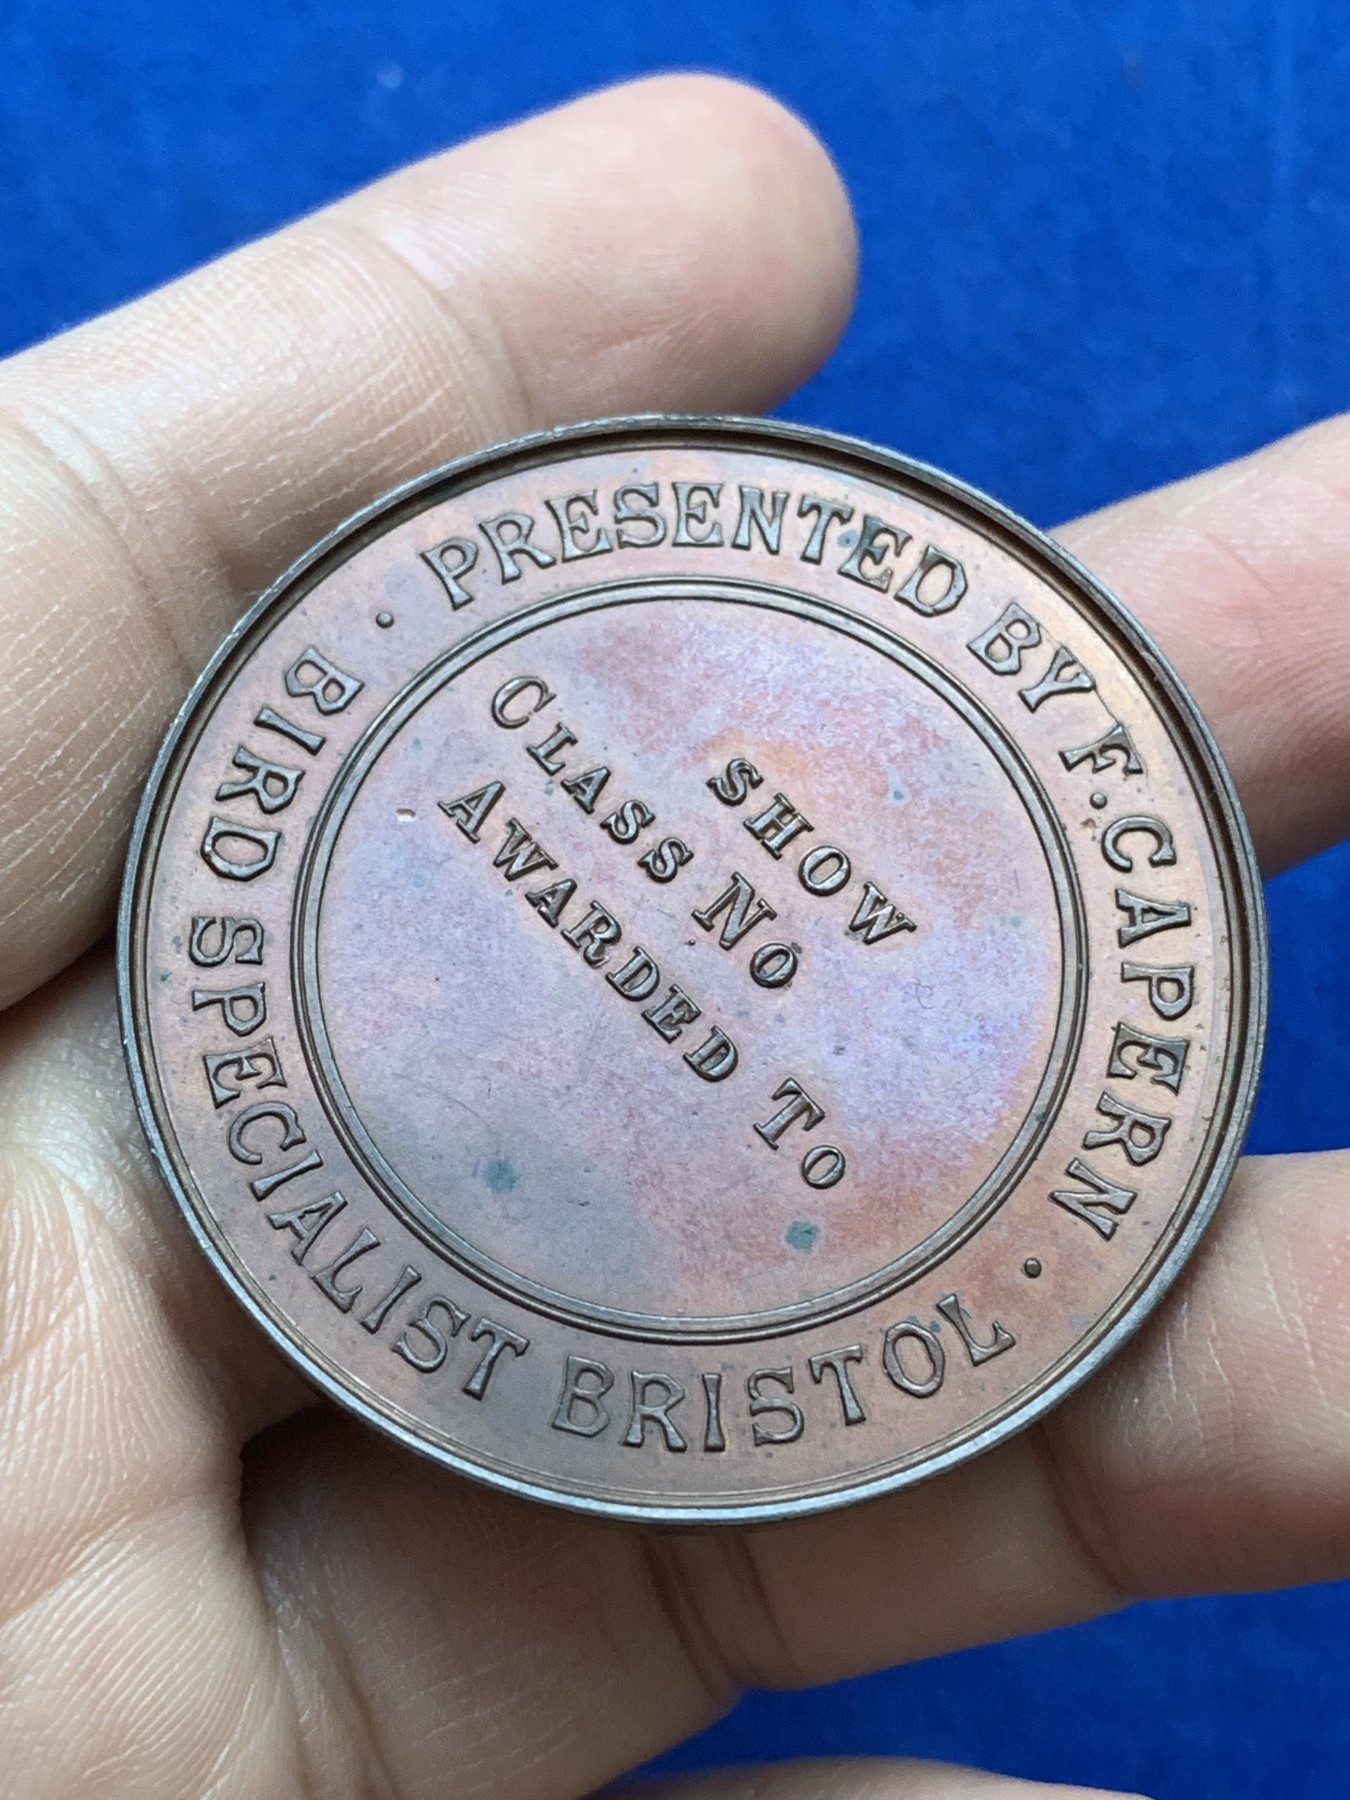 PRESENTED BY F. CAPERN
BIRD SPECIALIST BRISTOL
SHOW
CLASS NO
AWARDED TO